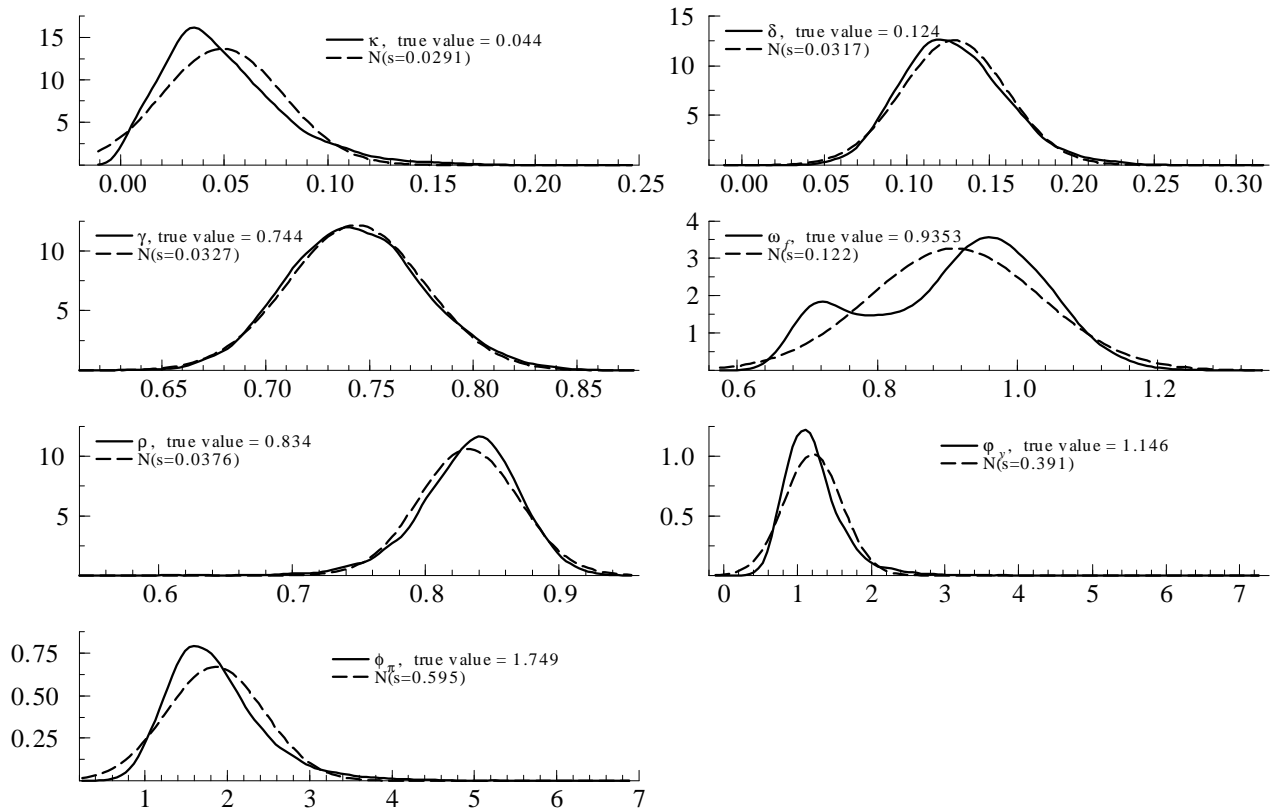 15
10
5
κ, true value = 0.044
N(s=0.0291)
0.00 0.05 0.10 0.15 0.20 0.25
15
10
5
δ, true value = 0.124
N(s=0.0317)
0.00 0.05 0.10 0.15 0.20 0.25 0.30
10
5
γ, true value = 0.744
N(s=0.0327)
0.65 0.70 0.75 0.80 0.85
4
3
2
1
ω_f, true value = 0.9353
N(s=0.122)
0.6 0.8 1.0 1.2
10
5
ρ, true value = 0.834
N(s=0.0376)
0.6 0.7 0.8 0.9
1.0
0.5
φ_y, true value = 1.146
N(s=0.391)
0 1 2 3 4 5 6 7
0.75
0.50
0.25
ϕ_π, true value = 1.749
N(s=0.595)
1 2 3 4 5 6 7